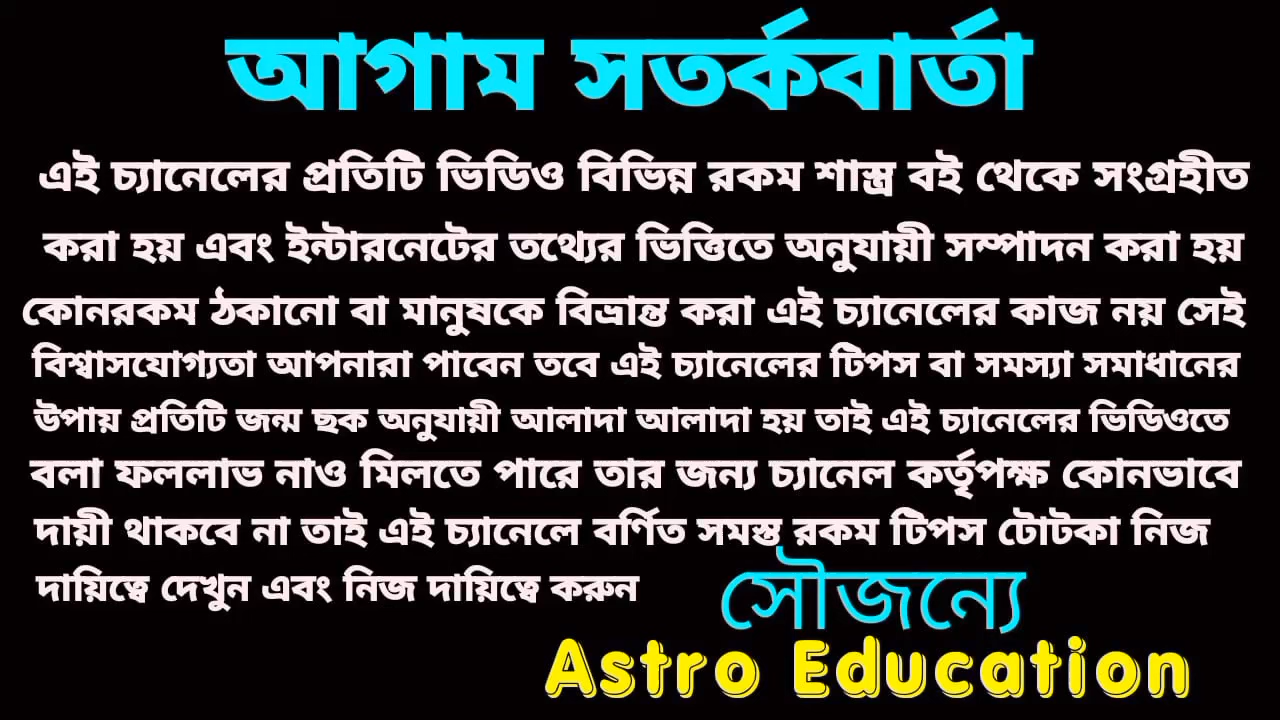 আগাম সতর্কবার্তা
এই চ্যানেলের প্রতিটি ভিডিও বিভিন্ন রকম শাস্ত্র বই থেকে সংগ্রহীত
করা হয় এবং ইন্টারনেটের তথ্যের ভিত্তিতে অনুযায়ী সম্পাদন করা হয়
কোনরকম ঠকানো বা মানুষকে বিভ্রান্ত করা এই চ্যানেলের কাজ নয় সেই
বিশ্বাসযোগ্যতা আপনারা পাবেন তবে এই চ্যানেলের টিপস বা সমস্যা সমাধানের
উপায় প্রতিটি জন্ম ছক অনুযায়ী আলাদা আলাদা হয় তাই এই চ্যানেলের ভিডিওতে
বলা ফললাভ নাও মিলতে পারে তার জন্য চ্যানেল কর্তৃপক্ষ কোনভাবে
দায়ী থাকবে না তাই এই চ্যানেলে বর্ণিত সমস্ত রকম টিপস টোটকা নিজ
দায়িত্বে দেখুন এবং নিজ দায়িত্বে করুন
সৌজন্যে
Astro Education